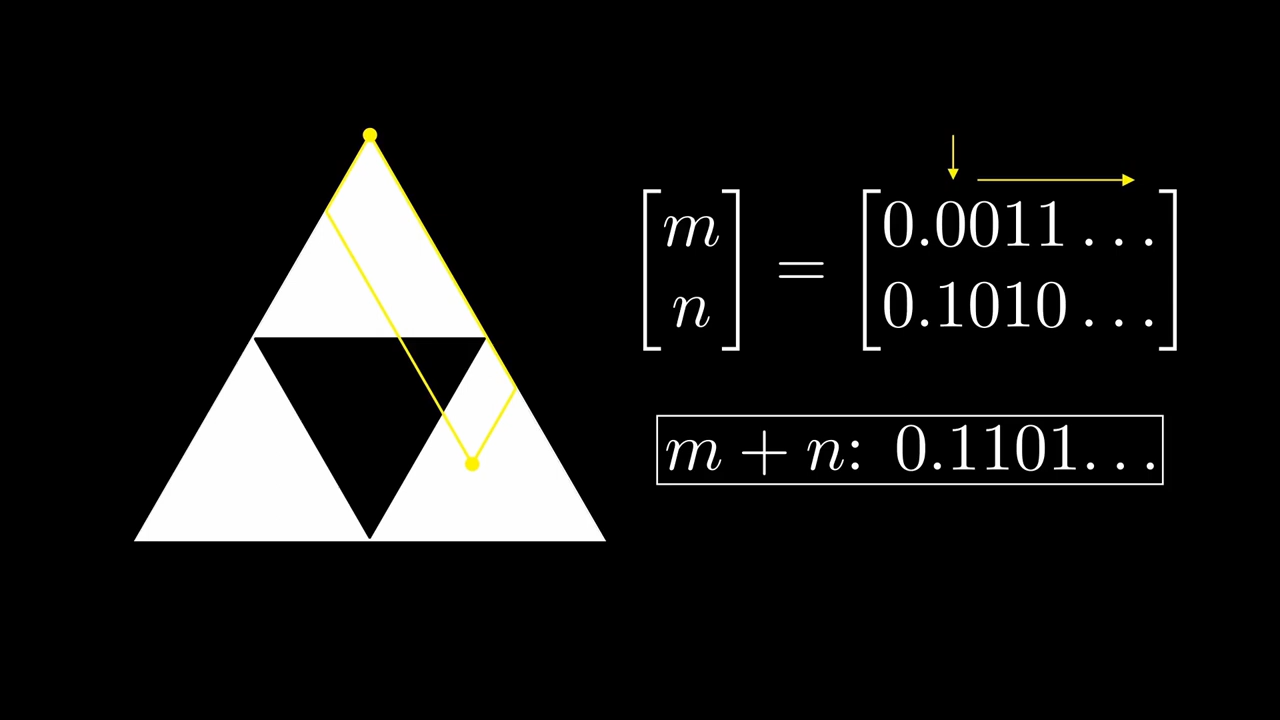 [m n] = [0.0011... 0.1010...]
m + n: 0.1101...